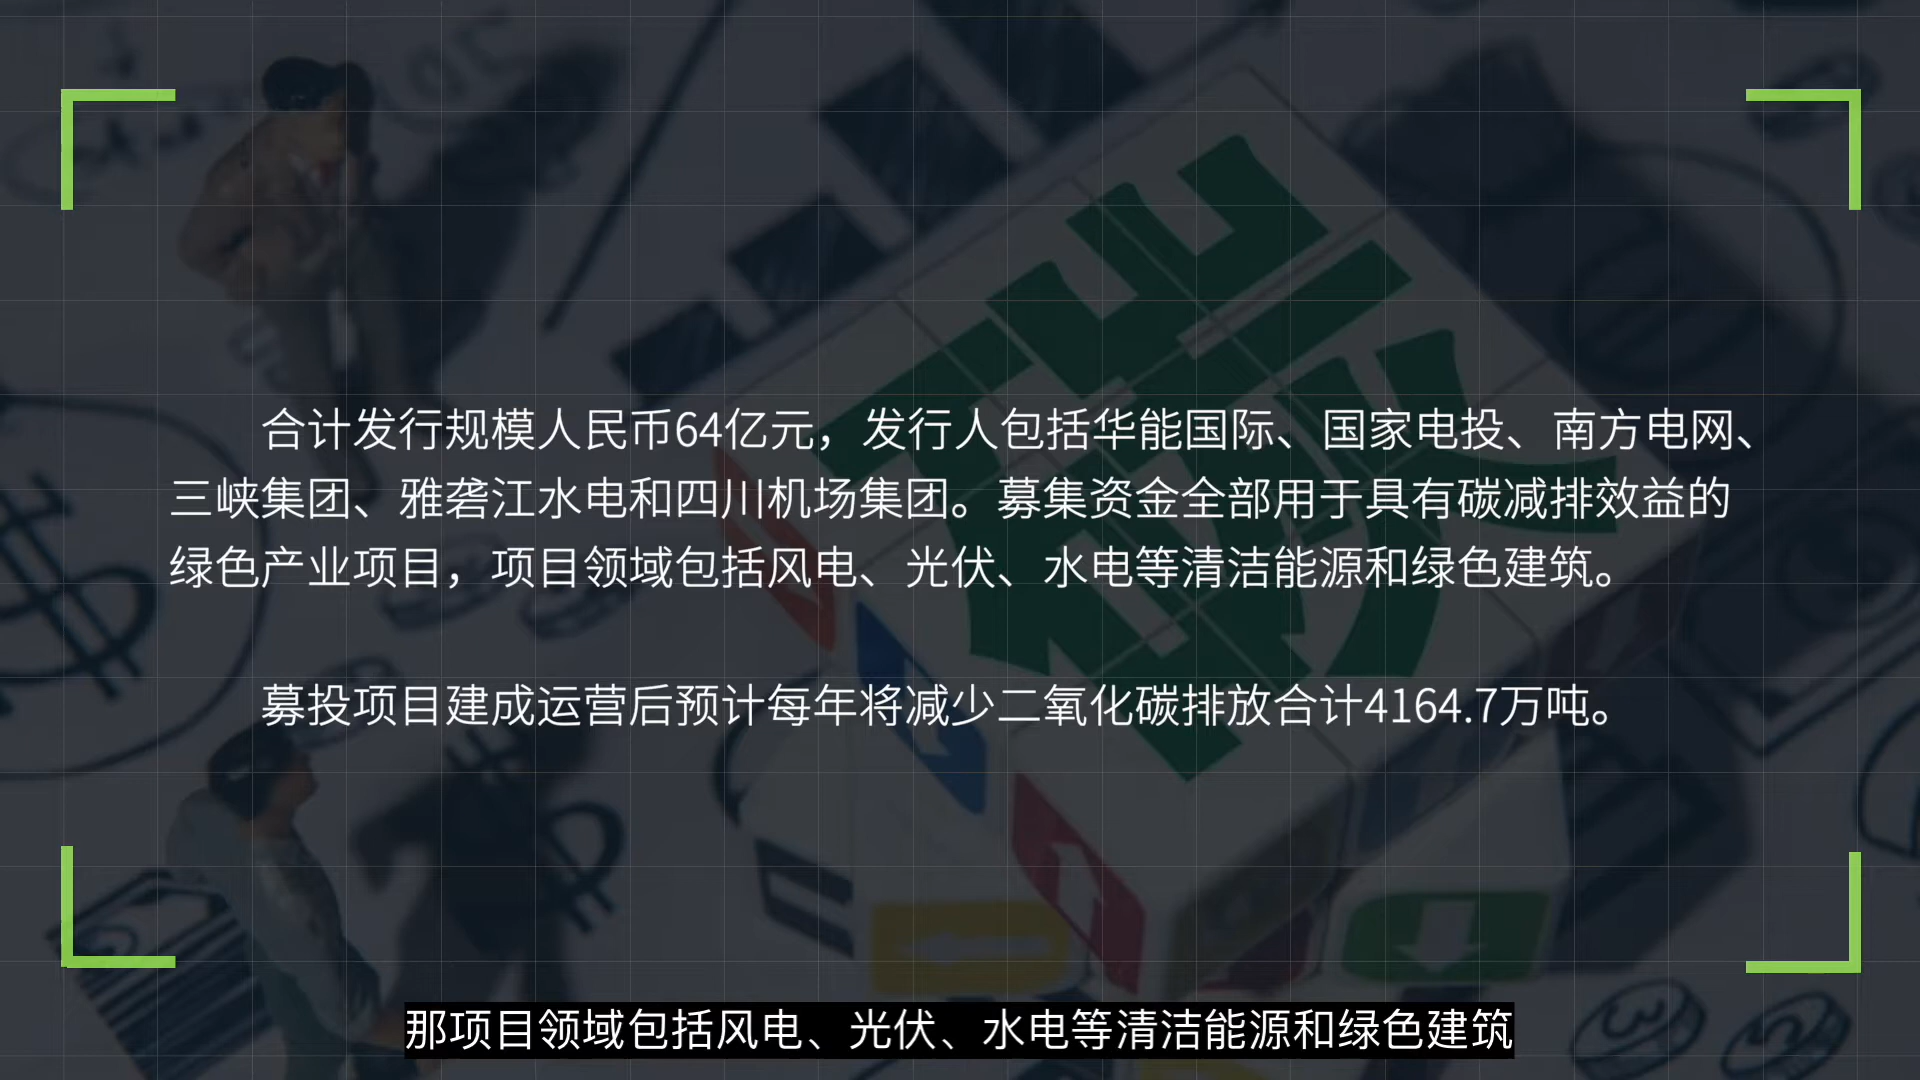 合计发行规模人民币64亿元，发行人包括华能国际、国家电投、南方电网、
三峡集团、雅砻江水电和四川机场集团。募集资金全部用于具有碳减排效益的
绿色产业项目，项目领域包括风电、光伏、水电等清洁能源和绿色建筑。
募投项目建成运营后预计每年将减少二氧化碳排放合计4164.7万吨。
碳
那项目领域包括风电、光伏、水电等清洁能源和绿色建筑